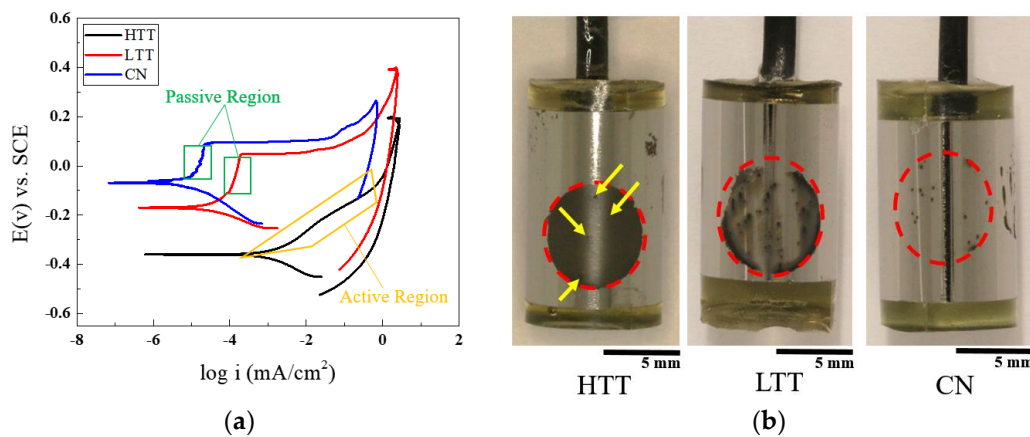 0.6
0.4
0.2
0.0
-0.2
-0.4
-0.6
E(v) vs. SCE
HTT
LTT
CN
Passive Region
Active Region
-8
-6
-4
-2
0
2
log i (mA/cm²)
(a)
5 mm
5 mm
5 mm
HTT
LTT
CN
(b)